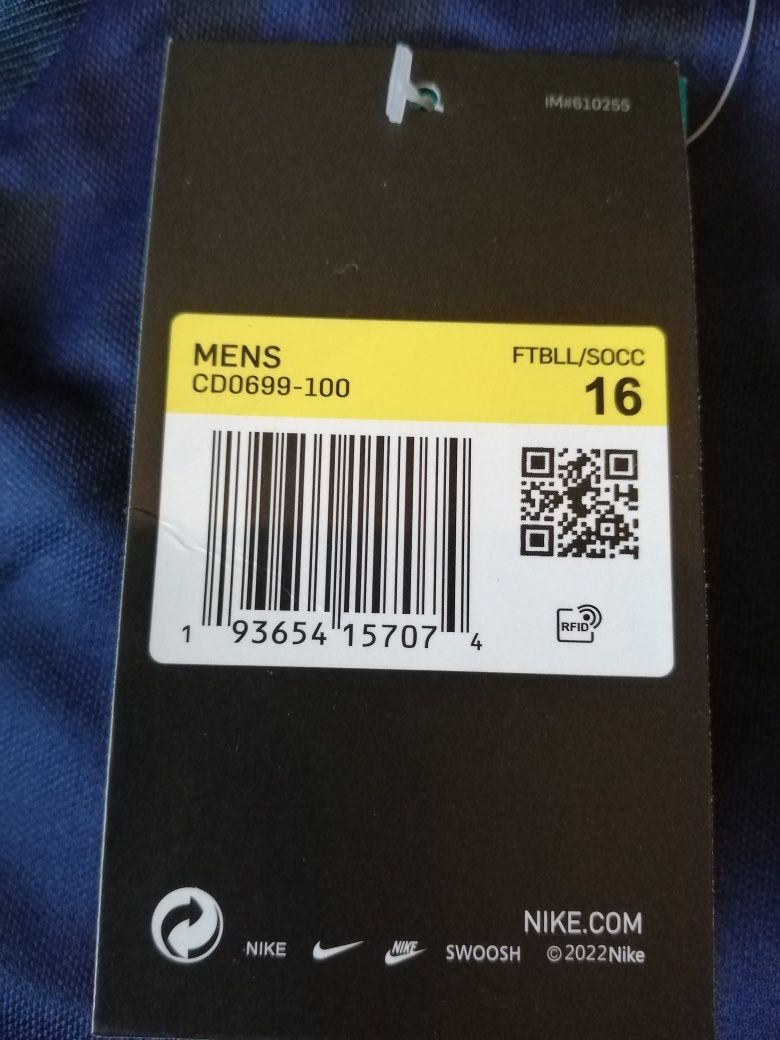 IM#610255
MENS
FTBLL/SOCC
CD0699-100
16
1 93654 15707 4
RFID
NIKE.COM
NIKE NIKE SWOOSH ©2022Nike